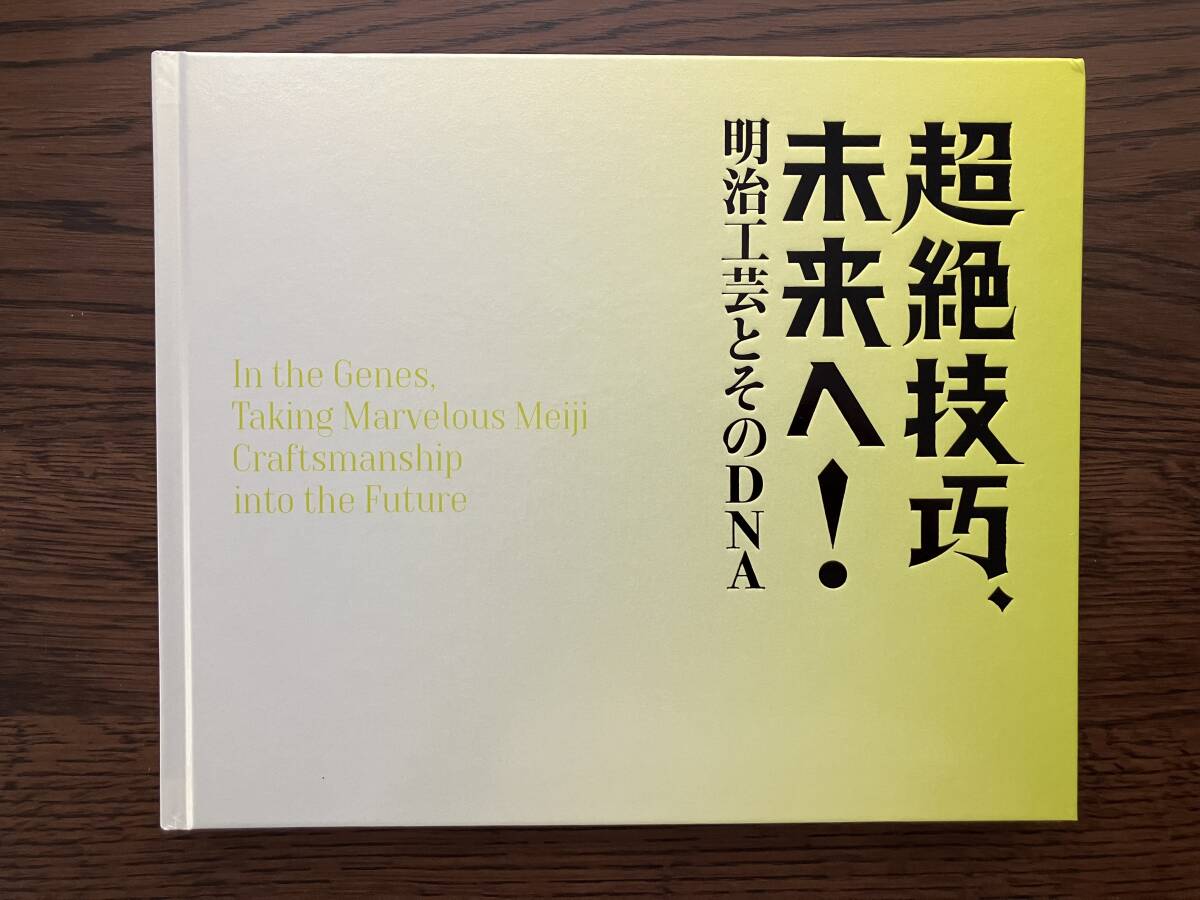 超絶技巧、
未来へ！
明治工芸とそのDNA
In the Genes,
Taking Marvelous Meiji
Craftsmanship
into the Future